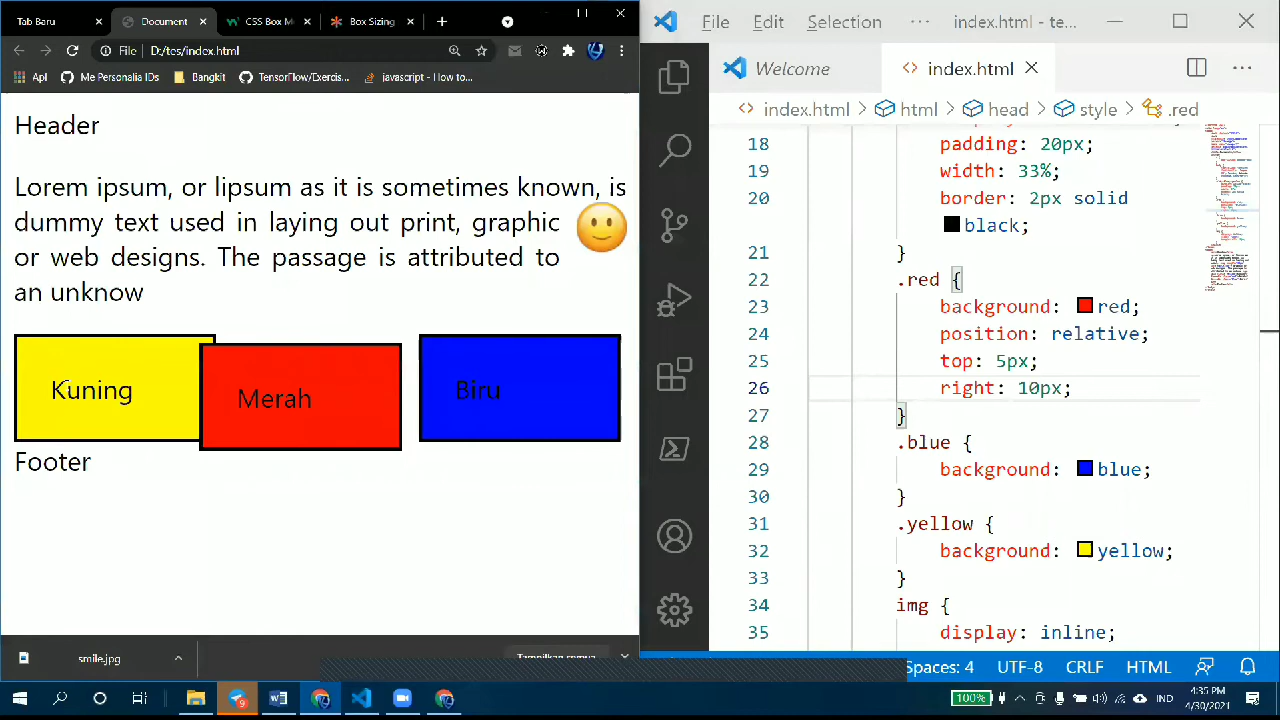 Tab Baru
Document
CSS Box M
Box Sizing
File D:/tes/index.html
Apl
Me Personalia IDs
Bangkit
TensorFlow/Exercis...
javascript - How to...
Header
Lorem ipsum, or lipsum as it is sometimes known, is
dummy text used in laying out print, graphic
or web designs. The passage is attributed to
an unknow
Kuning
Merah
Biru
Footer
smile.jpg
File Edit Selection ··· index.html - te...
Welcome
index.html
index.html > html > head > style > .red
18 padding: 20px;
19 width: 33%;
20 border: 2px solid
black;
21 }
22 .red {
23 background: red;
24 position: relative;
25 top: 5px;
26 right: 10px;
27 }
28 .blue {
29 background: blue;
30 }
31 .yellow {
32 background: yellow;
33 }
34 img {
35 display: inline;
Spaces: 4 UTF-8 CRLF HTML
100%
IND
4:35 PM
4/30/2021